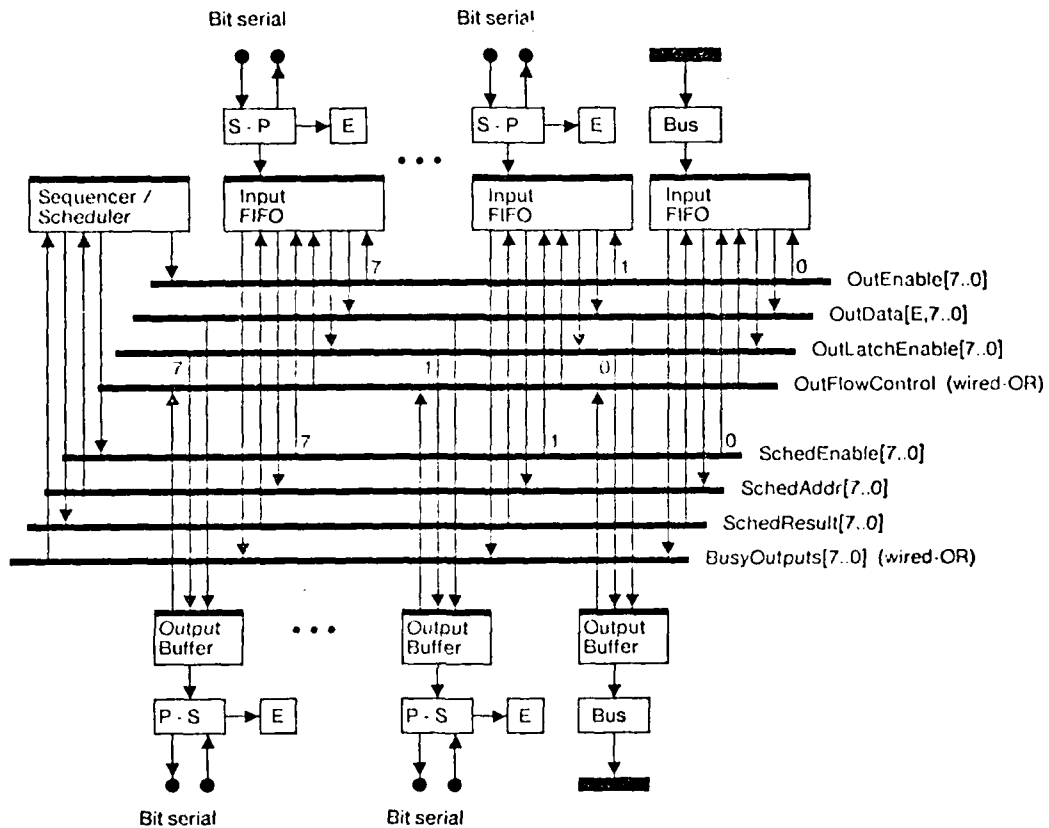 Bit serial
Bit serial
S - P
E
S - P
E
Bus
Sequencer /
Scheduler
Input
FIFO
Input
FIFO
Input
FIFO
7
1
0
OutEnable[7..0]
OutData[E,7..0]
OutLatchEnable[7..0]
7
1
0
OutFlowControl (wired-OR)
7
1
0
SchedEnable[7..0]
SchedAddr[7..0]
SchedResult[7..0]
BusyOutputs[7..0] (wired-OR)
Output
Buffer
Output
Buffer
Output
Buffer
P - S
E
P - S
E
Bus
Bit serial
Bit serial